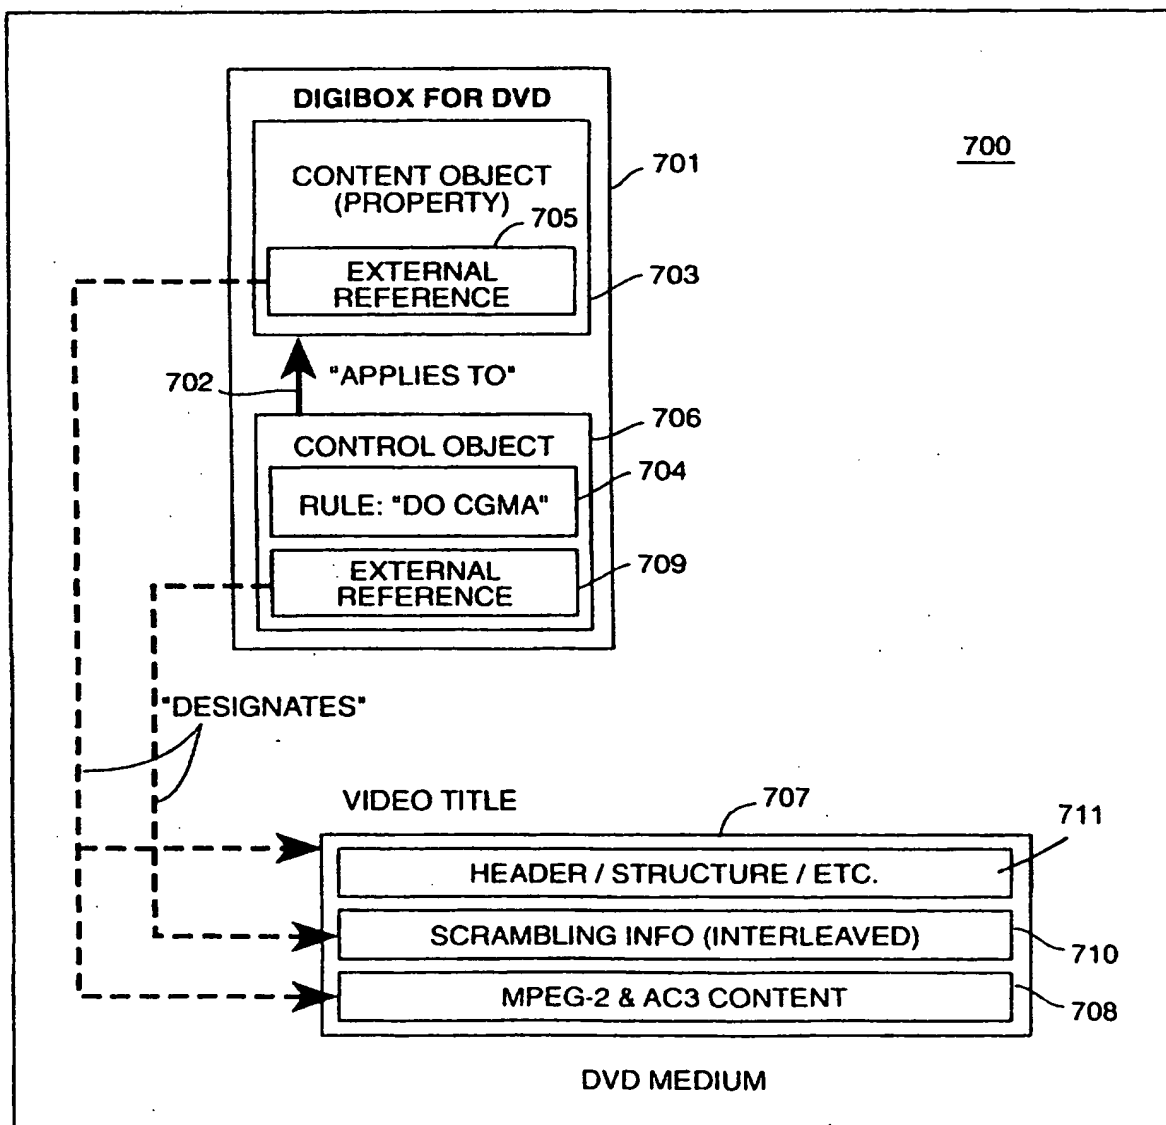 DIGIBOX FOR DVD
700
701
CONTENT OBJECT
(PROPERTY)
705
EXTERNAL
REFERENCE
703
702
"APPLIES TO"
706
CONTROL OBJECT
704
RULE: "DO CGMA"
709
EXTERNAL
REFERENCE
"DESIGNATES"
VIDEO TITLE
707
711
HEADER / STRUCTURE / ETC.
SCRAMBLING INFO (INTERLEAVED)
710
MPEG-2 & AC3 CONTENT
708
DVD MEDIUM